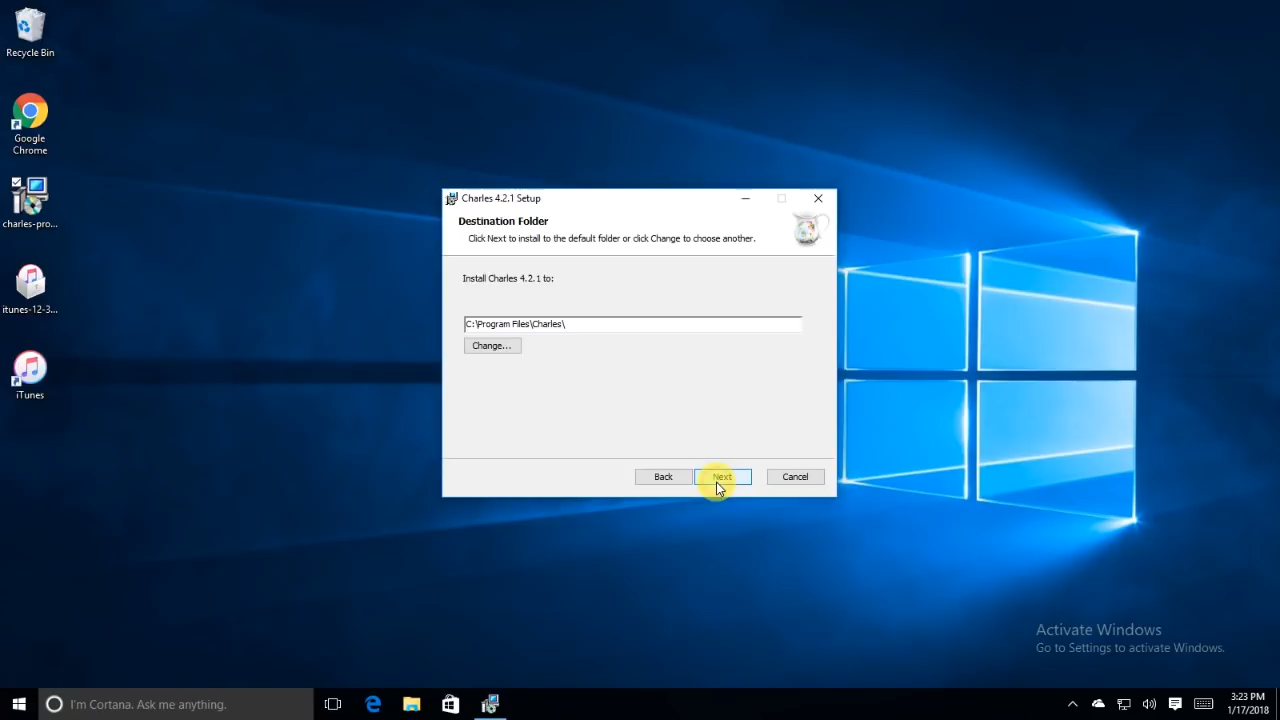 Recycle Bin
Google
Chrome
charles-pro...
itunes-12-3...
iTunes
Charles 4.2.1 Setup
Destination Folder
Click Next to install to the default folder or click Change to choose another.
Install Charles 4.2.1 to:
C:\Program Files\Charles\
Change...
Back
Next
Cancel
Activate Windows
Go to Settings to activate Windows.
I'm Cortana. Ask me anything.
3:23 PM
1/17/2018